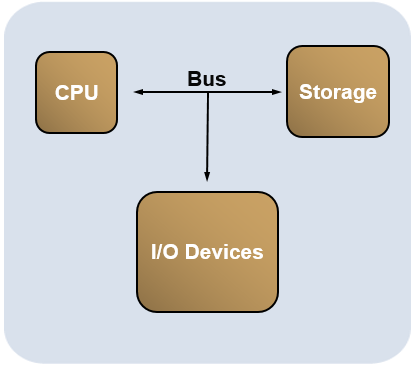 Bus
CPU
Storage
I/O Devices